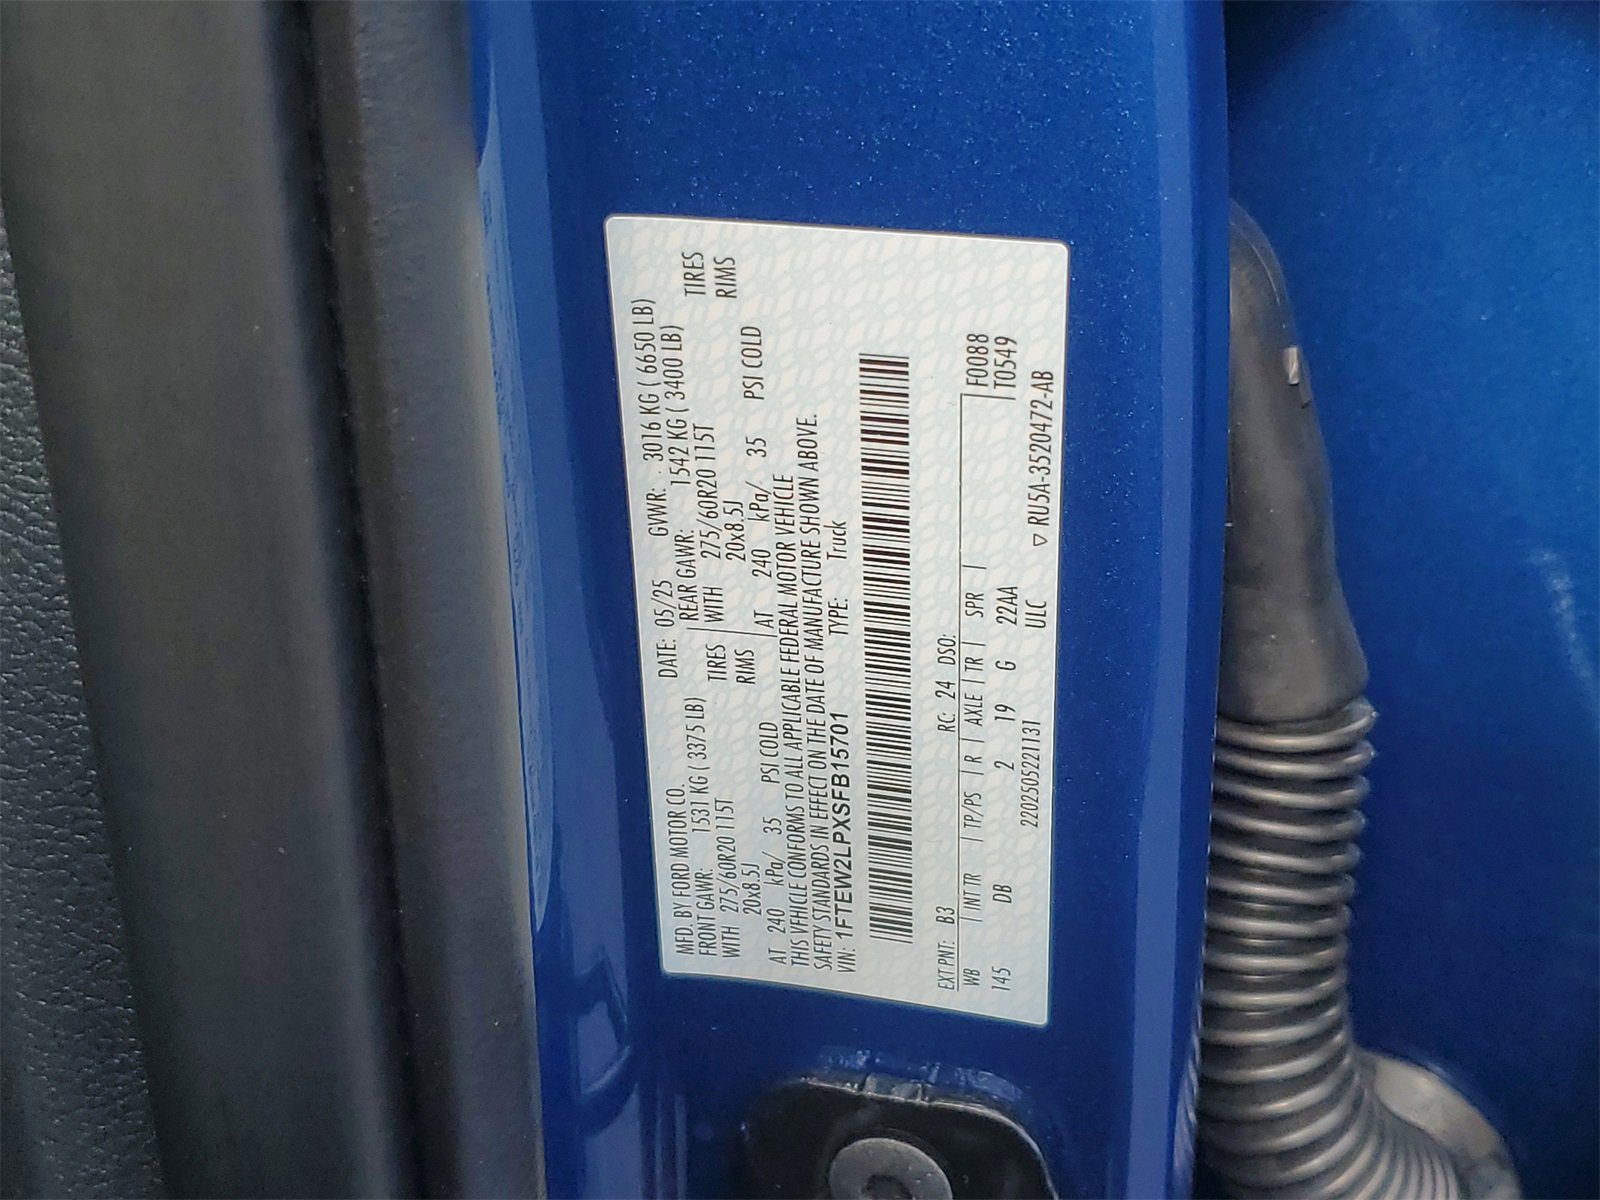 MFD. BY FORD MOTOR CO. DATE: 05/25 GVWR: 3016 KG ( 6650 LB)
FRONT GAWR: 1531 KG ( 3375 LB) REAR GAWR: 1542 KG ( 3400 LB)
WITH 275/60R20 115T TIRES WITH 275/60R20 115T TIRES
20x8.5J RIMS 20x8.5J RIMS
AT 240 kPa/ 35 PSI COLD AT 240 kPa/ 35 PSI COLD
THIS VEHICLE CONFORMS TO ALL APPLICABLE FEDERAL MOTOR VEHICLE
SAFETY STANDARDS IN EFFECT ON THE DATE OF MANUFACTURE SHOWN ABOVE.
VIN: 1FTEW2LPXSFB15701 TYPE: Truck
EXT PNT: B3 RC: 24 DSO:
WB | INT TR | TP/PS | R | AXLE | TR | SPR | F0088
145 DB 2 19 G 22AA T0549
2202505221131 ULC ▽ RU5A-3520472-AB